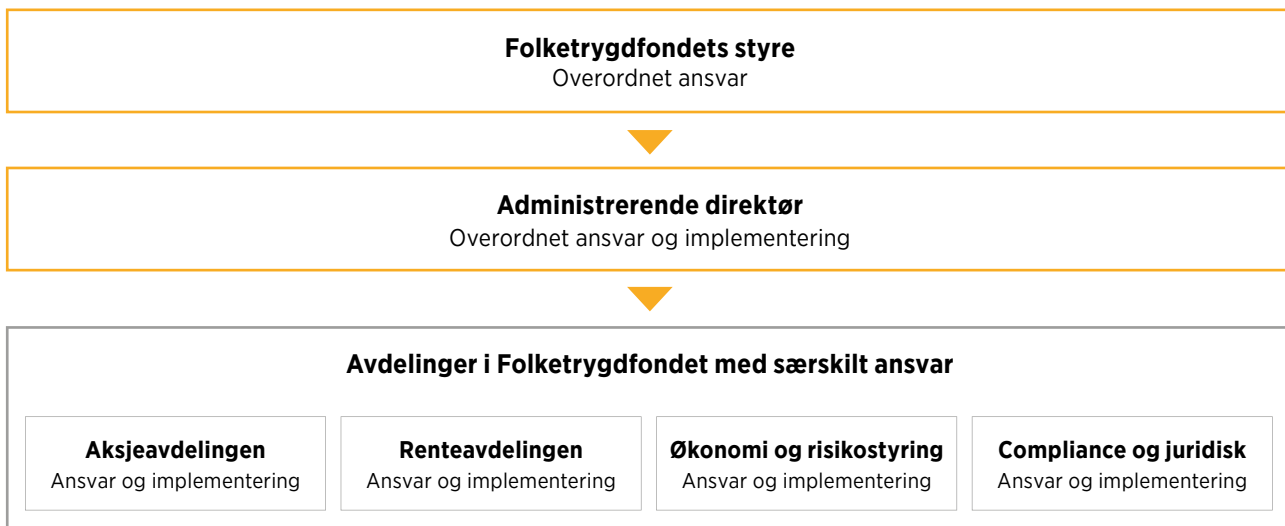 Folketrygdfondets styre
Overordnet ansvar
Administrerende direktør
Overordnet ansvar og implementering
Avdelinger i Folketrygdfondet med særskilt ansvar
Aksjeavdelingen
Ansvar og implementering
Renteavdelingen
Ansvar og implementering
Økonomi og risikostyring
Ansvar og implementering
Compliance og juridisk
Ansvar og implementering